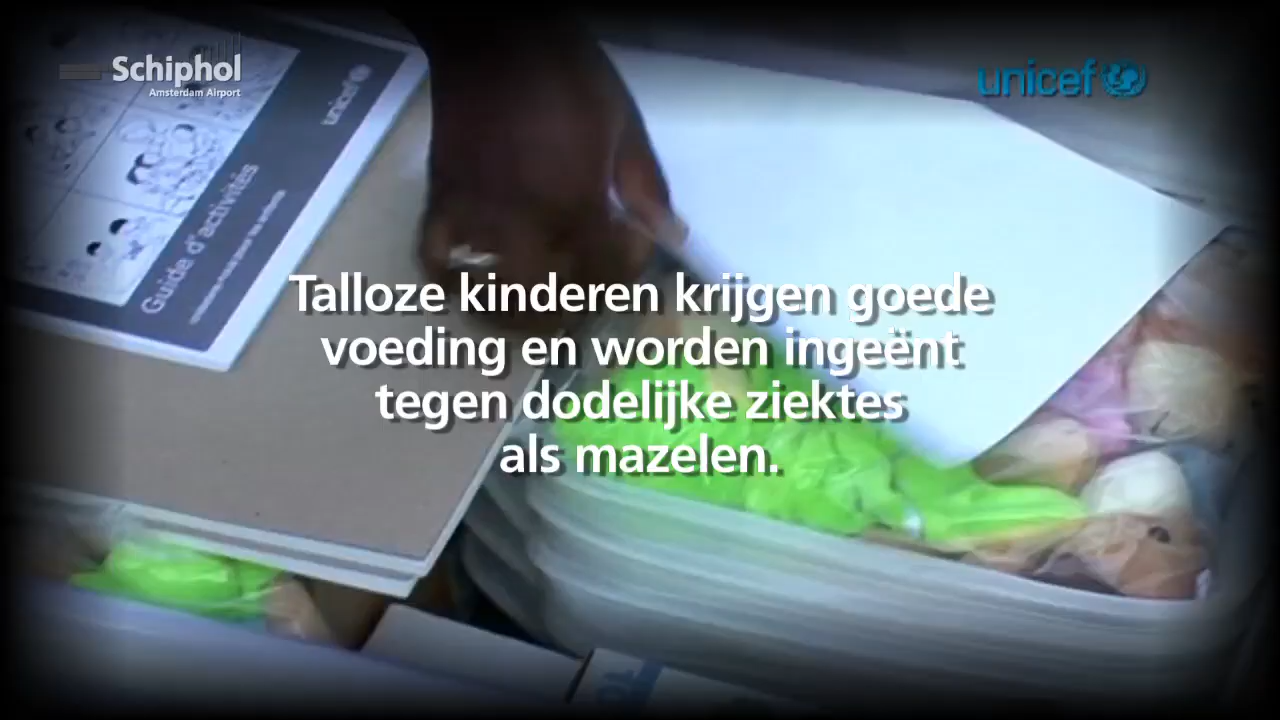 Schiphol
Amsterdam Airport
unicef
unicef
Guide d'activités
Talloze kinderen krijgen goede
voeding en worden ingeënt
tegen dodelijke ziektes
als mazelen.